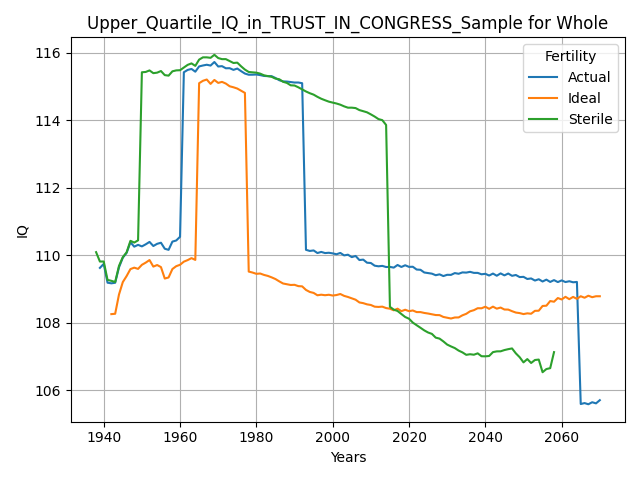 Upper_Quartile_IQ_in_TRUST_IN_CONGRESS_Sample for Whole
Fertility
Actual
Ideal
Sterile
IQ
116
114
112
110
108
106
1940
1960
1980
2000
2020
2040
2060
Years